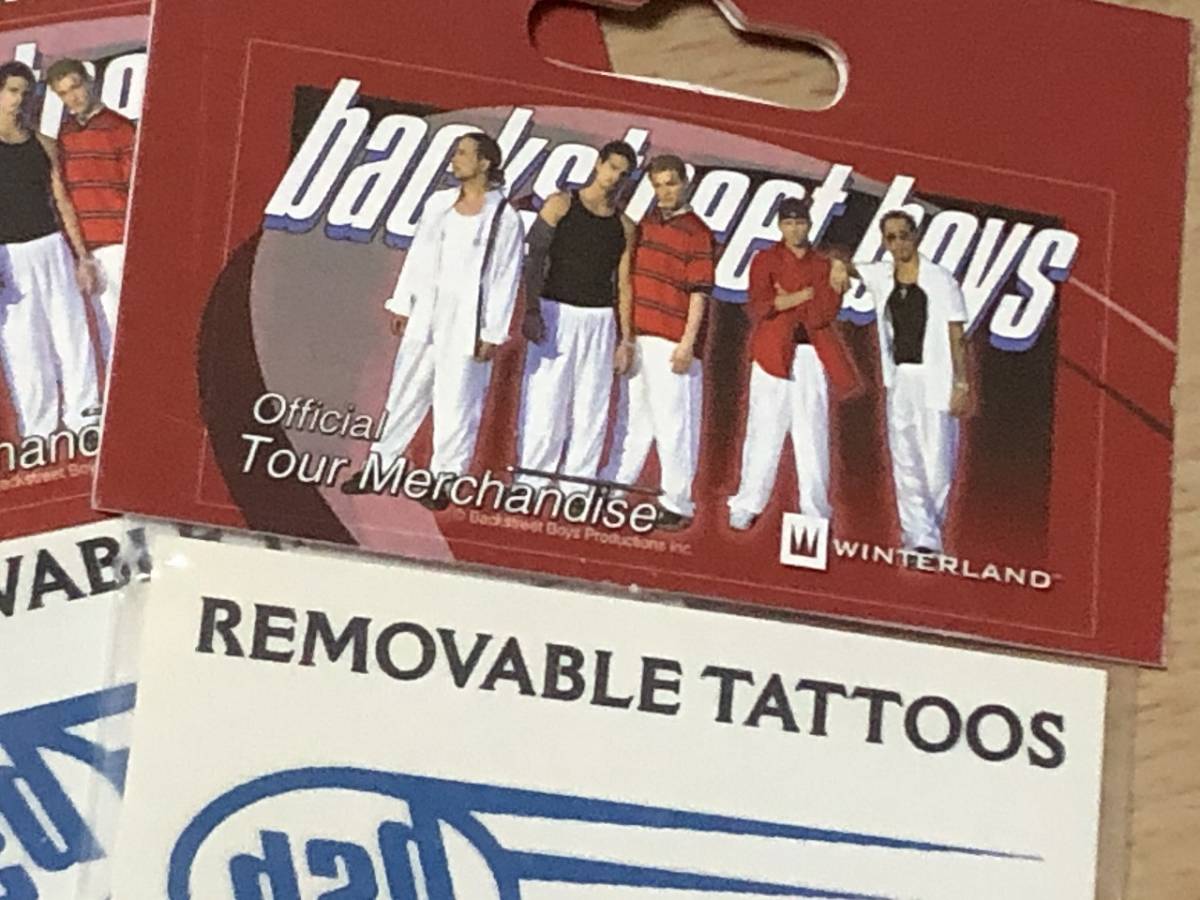 backstreet boys
Official
Tour Merchandise
© Backstreet Boys Productions Inc.
W WINTERLAND
REMOVABLE TATTOOS
bsb